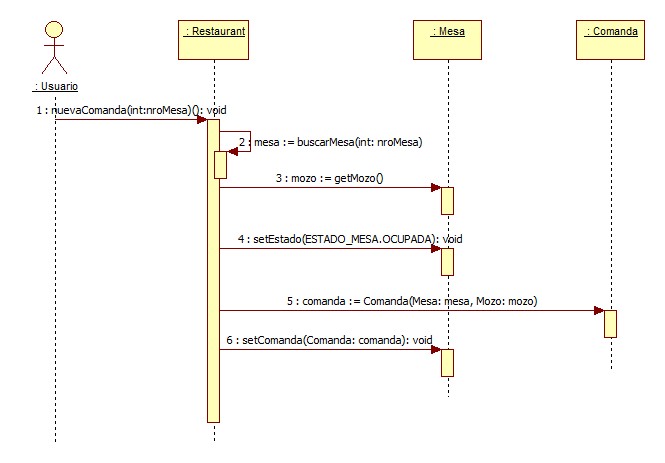 : Restaurant
: Mesa
: Comanda
: Usuario
1 : nuevaComanda(int:nroMesa)(): void
2 : mesa := buscarMesa(int: nroMesa)
3 : mozo := getMozo()
4 : setEstado(ESTADO_MESA.OCUPADA): void
5 : comanda := Comanda(Mesa: mesa, Mozo: mozo)
6 : setComanda(Comanda: comanda): void